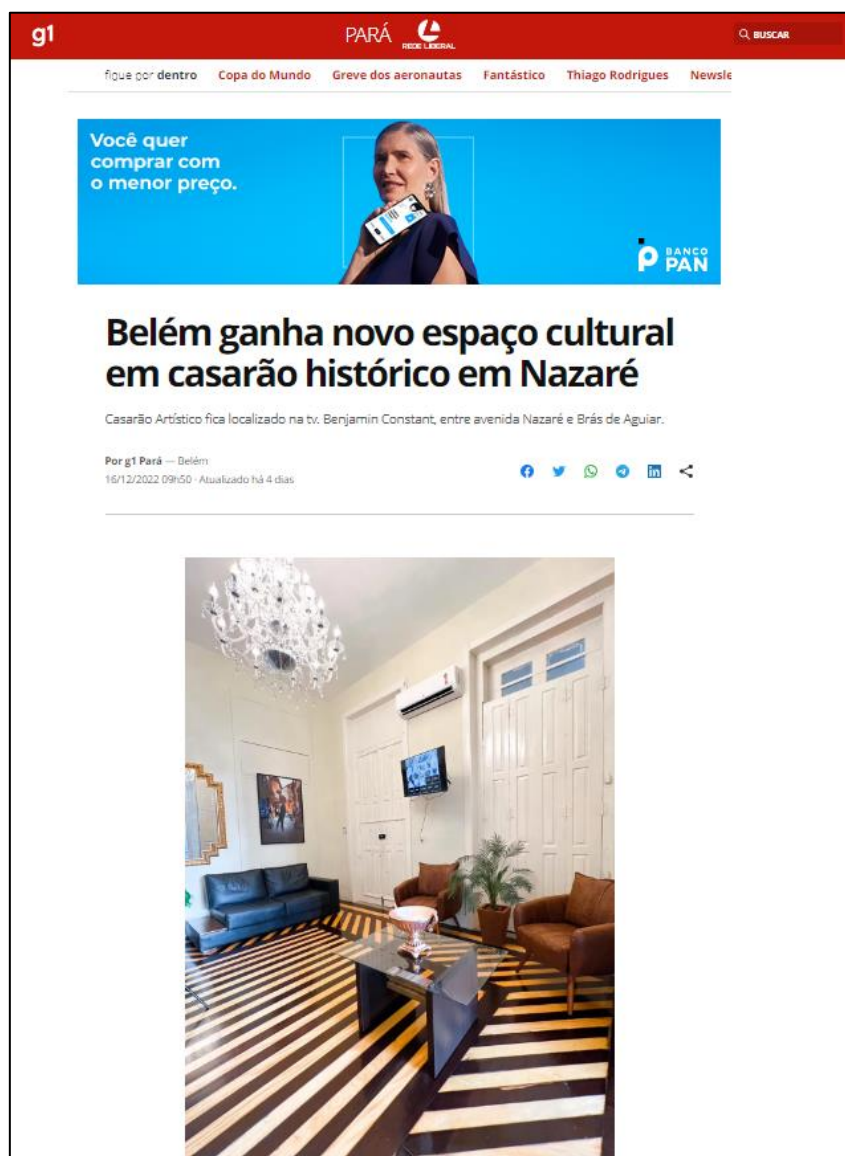 g1
PARÁ
REDE LIBERAL
BUSCAR
fique por dentro Copa do Mundo Greve dos aeronautas Fantástico Thiago Rodrigues Newsle
Você quer
comprar com
o menor preço.
BANCO
PAN
Belém ganha novo espaço cultural
em casarão histórico em Nazaré
Casarão Artístico fica localizado na tv. Benjamin Constant, entre avenida Nazaré e Brás de Aguiar.
Por g1 Pará — Belém
16/12/2022 09h50 · Atualizado há 4 dias
in